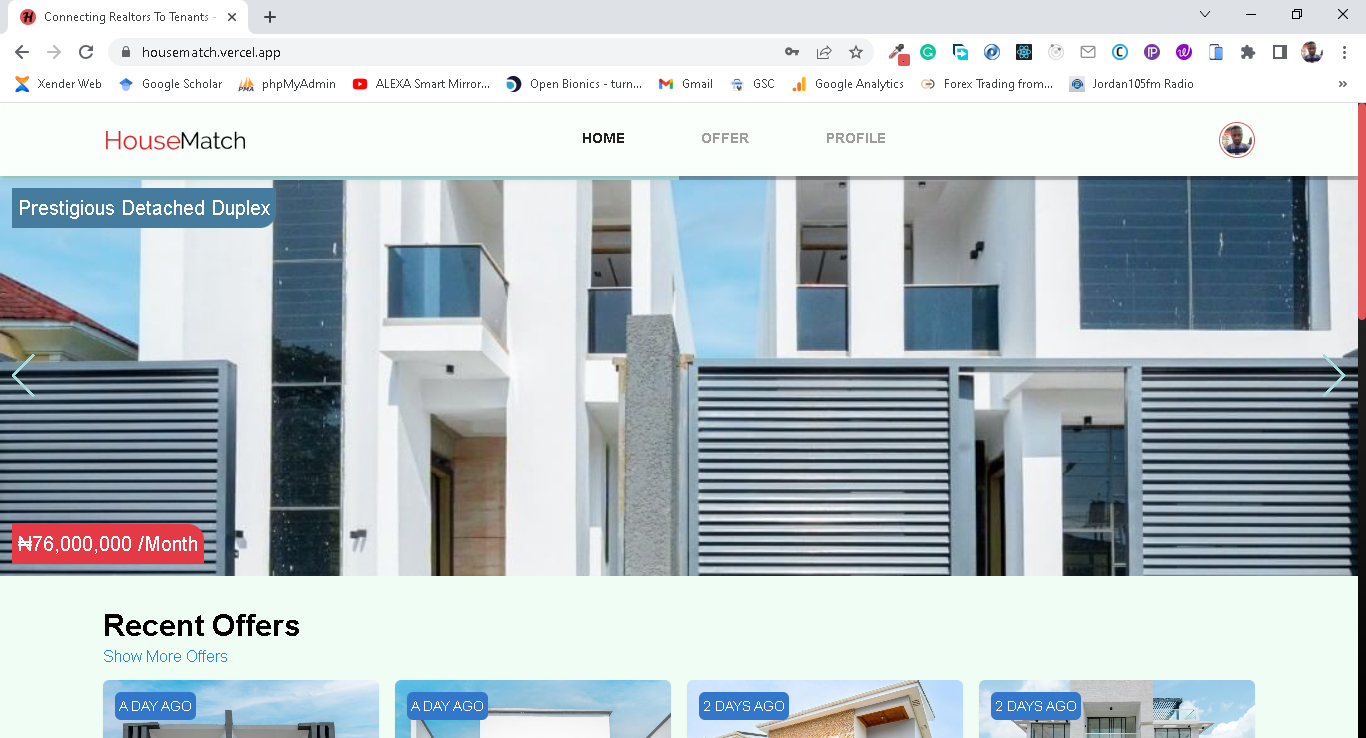 Connecting Realtors To Tenants -
housematch.vercel.app
Xender Web
Google Scholar
phpMyAdmin
ALEXA Smart Mirror...
Open Bionics - turn...
Gmail
GSC
Google Analytics
Forex Trading from...
Jordan105fm Radio
»
HouseMatch
HOME
OFFER
PROFILE
Prestigious Detached Duplex
₦76,000,000 /Month
Recent Offers
Show More Offers
A DAY AGO
A DAY AGO
2 DAYS AGO
2 DAYS AGO